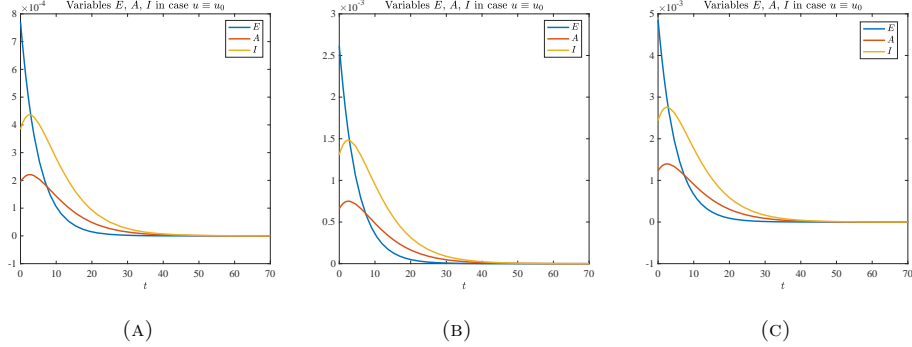 Variables E, A, I in case u ≡ u₀
×10⁻⁴
8
7
6
5
4
3
2
1
0
-1
0 10 20 30 40 50 60 70
t
E
A
I
(A)
Variables E, A, I in case u ≡ u₀
×10⁻³
3
2.5
2
1.5
1
0.5
0
0 10 20 30 40 50 60 70
t
E
A
I
(B)
Variables E, A, I in case u ≡ u₀
×10⁻³
5
4
3
2
1
0
-1
0 10 20 30 40 50 60 70
t
E
A
I
(C)